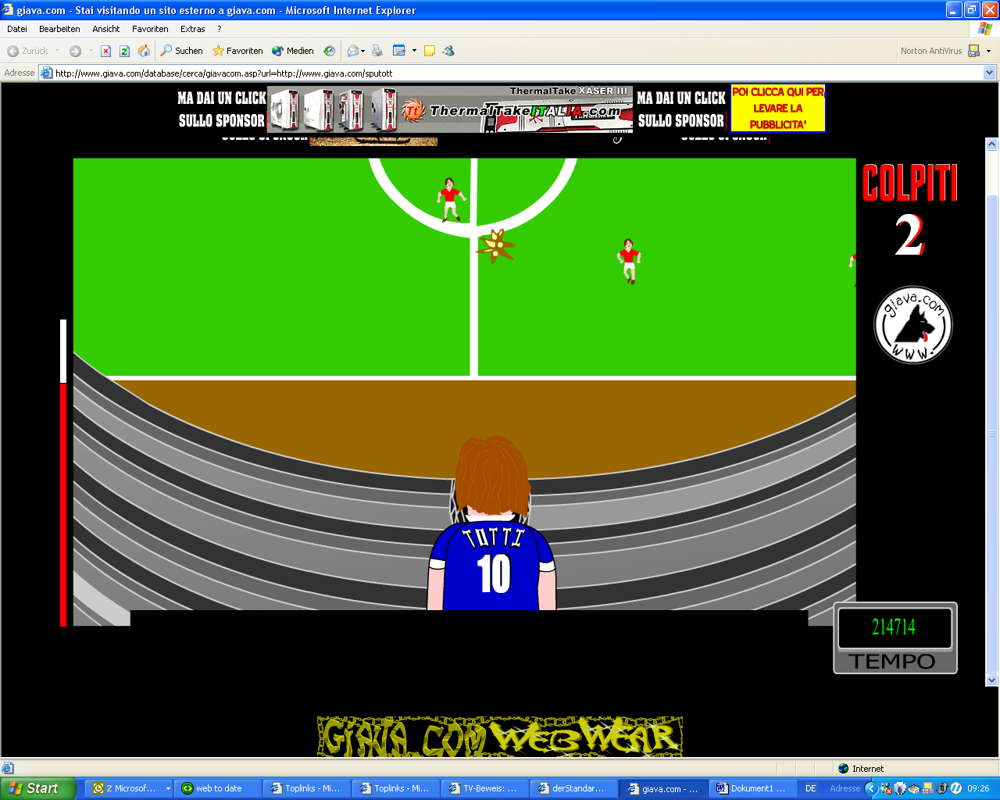 giava.com - Stai visitando un sito esterno a giava.com - Microsoft Internet Explorer
Datei Bearbeiten Ansicht Favoriten Extras ?
Zurück Suchen Favoriten Medien Norton AntiVirus
Adresse http://www.giava.com/database/cerca/giavacom.asp?url=http://www.giava.com/sputott
MA DAI UN CLICK
SULLO SPONSOR
ThermalTake XASER III
Tt ThermalTakeITALIA.com
MA DAI UN CLICK
SULLO SPONSOR
POI CLICCA QUI PER
LEVARE LA
PUBBLICITA'
SULLO SPONSOR SULLO SPONSOR
COLPITI
2
giava.com
WWW.
TOTTI
10
214714
TEMPO
GIAVA.COM WEBWEAR
Internet
Start 2 Microsof... web to date Toplinks - Mi... Toplinks - Mi... TV-Beweis: ... derStandar... giava.com - ... Dokument1 ... DE Adresse 09:26